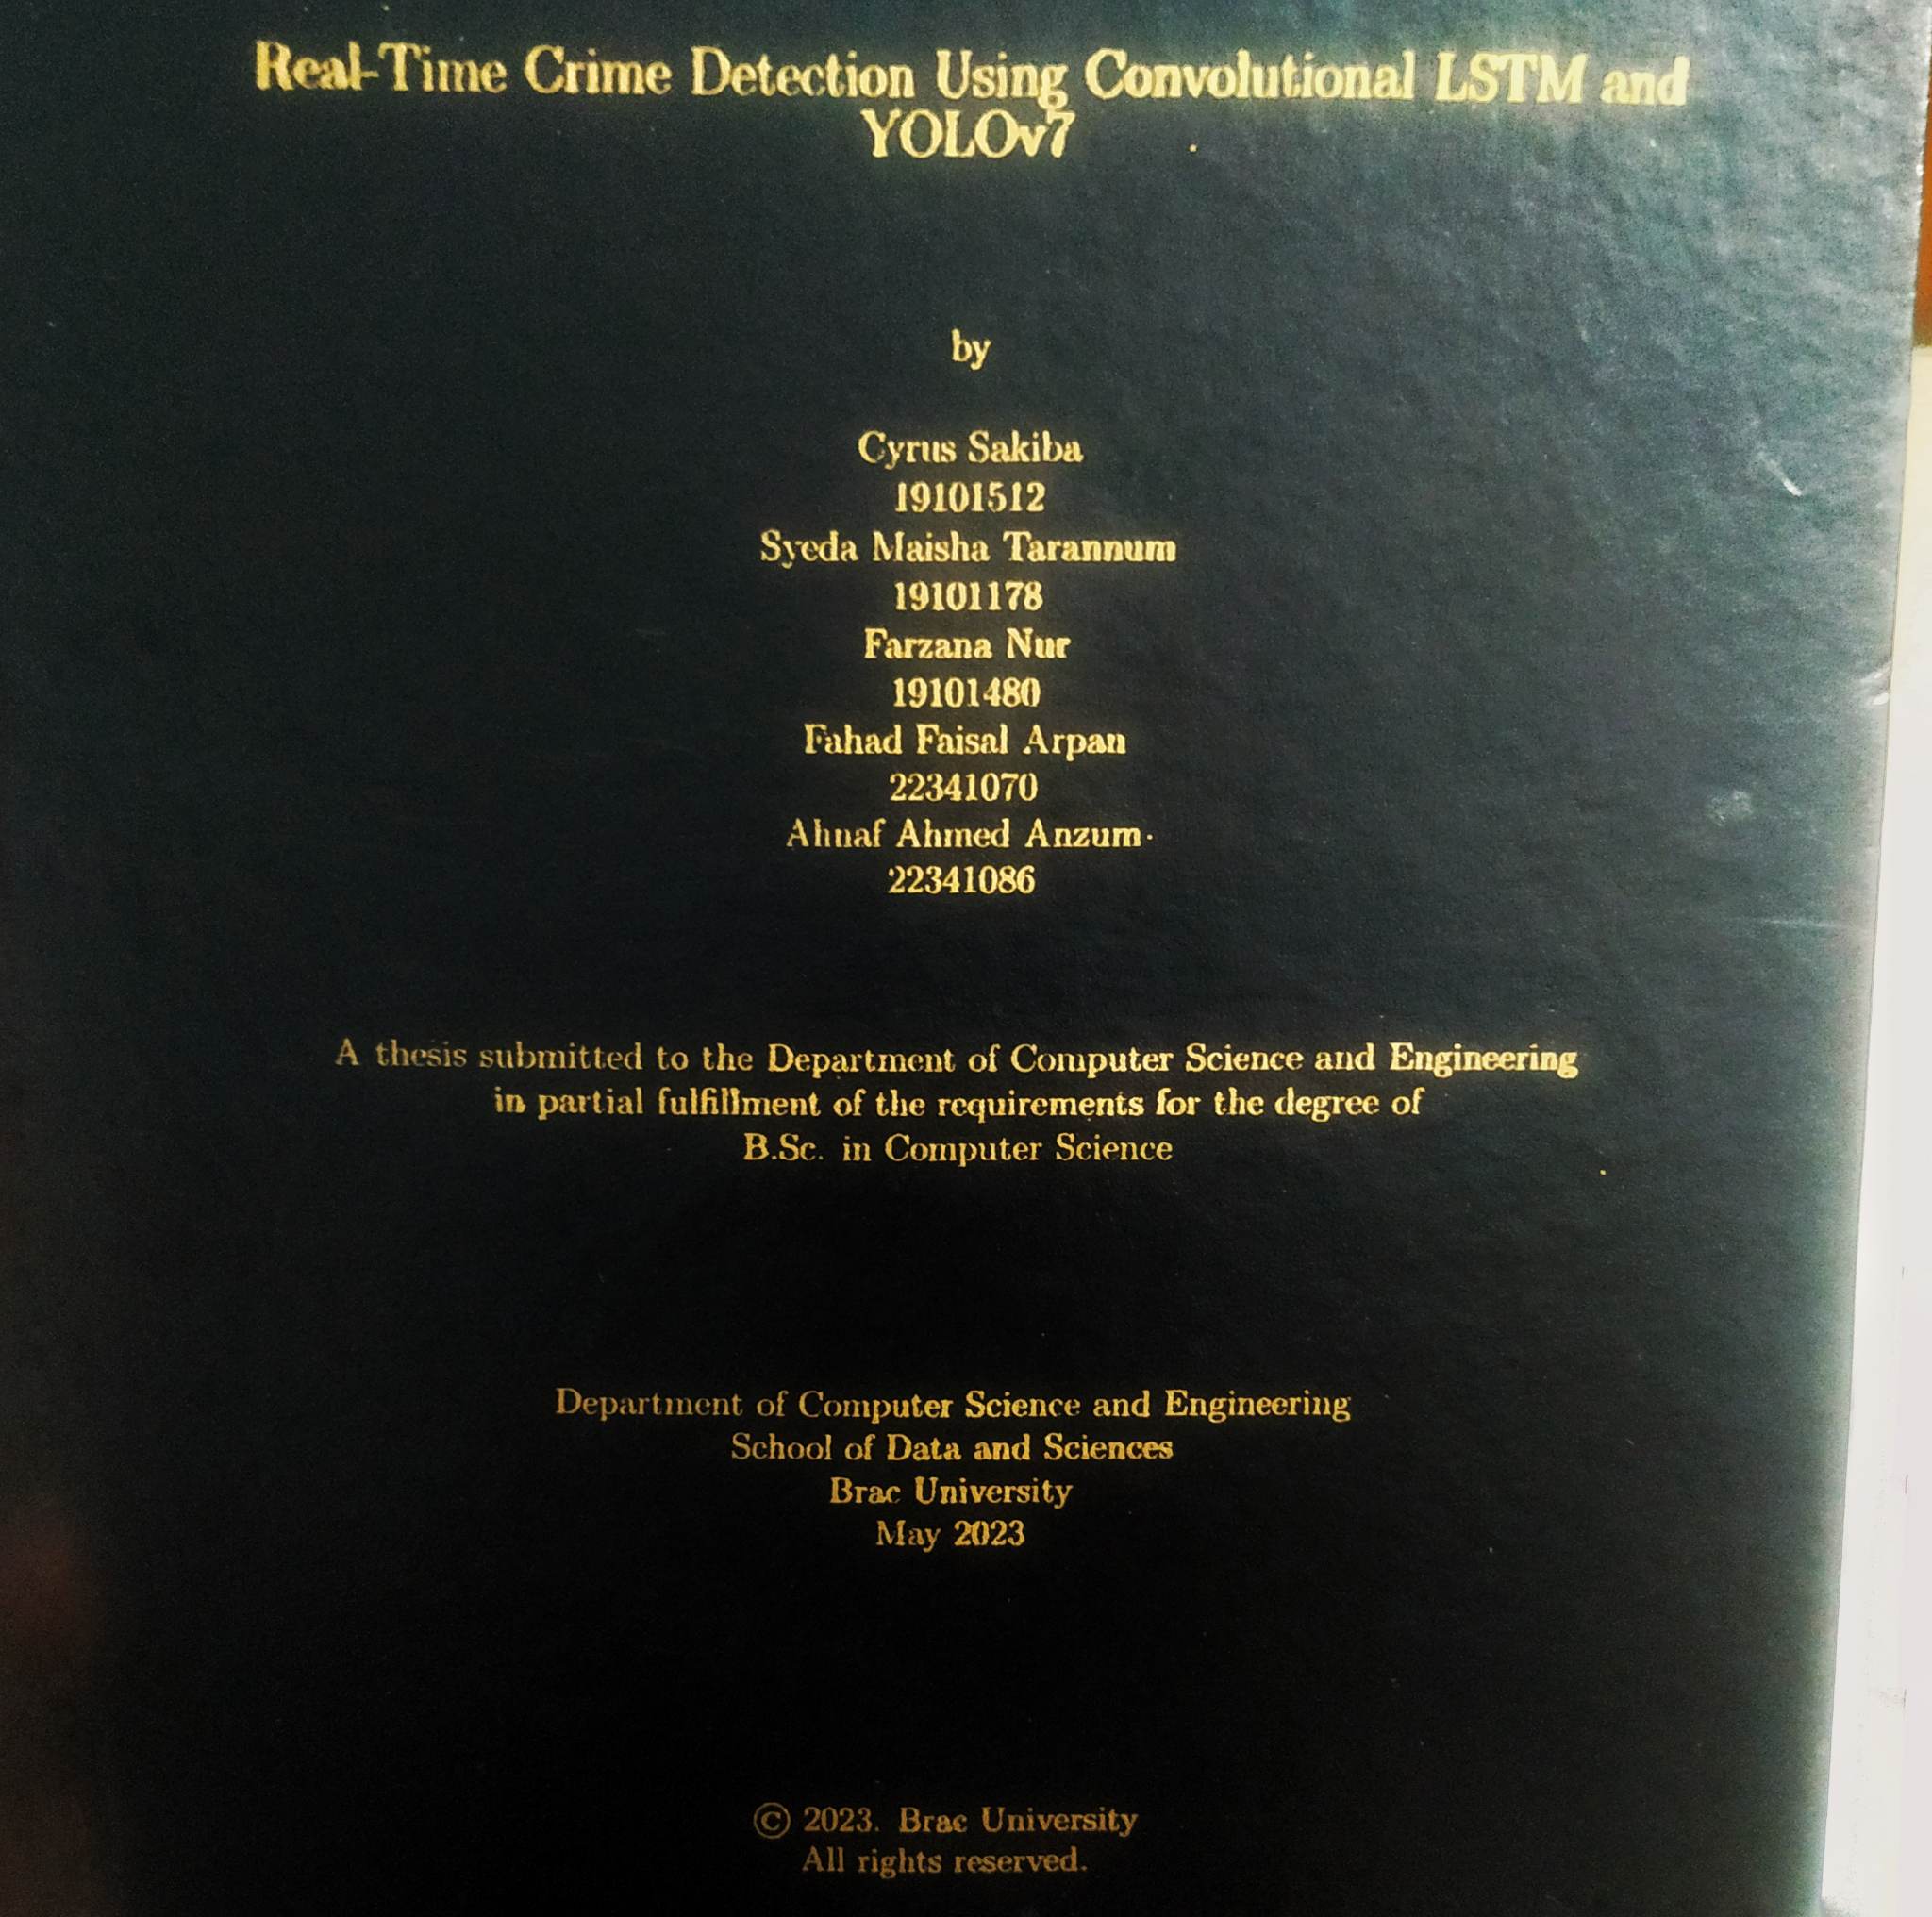 Real-Time Crime Detection Using Convolutional LSTM and
YOLOv7
by
Cyrus Sakiba
19101512
Syeda Maisha Tarannum
19101178
Farzana Nur
19101480
Fahad Faisal Arpan
22341070
Ahnaf Ahmed Anzum
22341086
A thesis submitted to the Department of Computer Science and Engineering
in partial fulfillment of the requirements for the degree of
B.Sc. in Computer Science
Department of Computer Science and Engineering
School of Data and Sciences
Brac University
May 2023
© 2023. Brac University
All rights reserved.